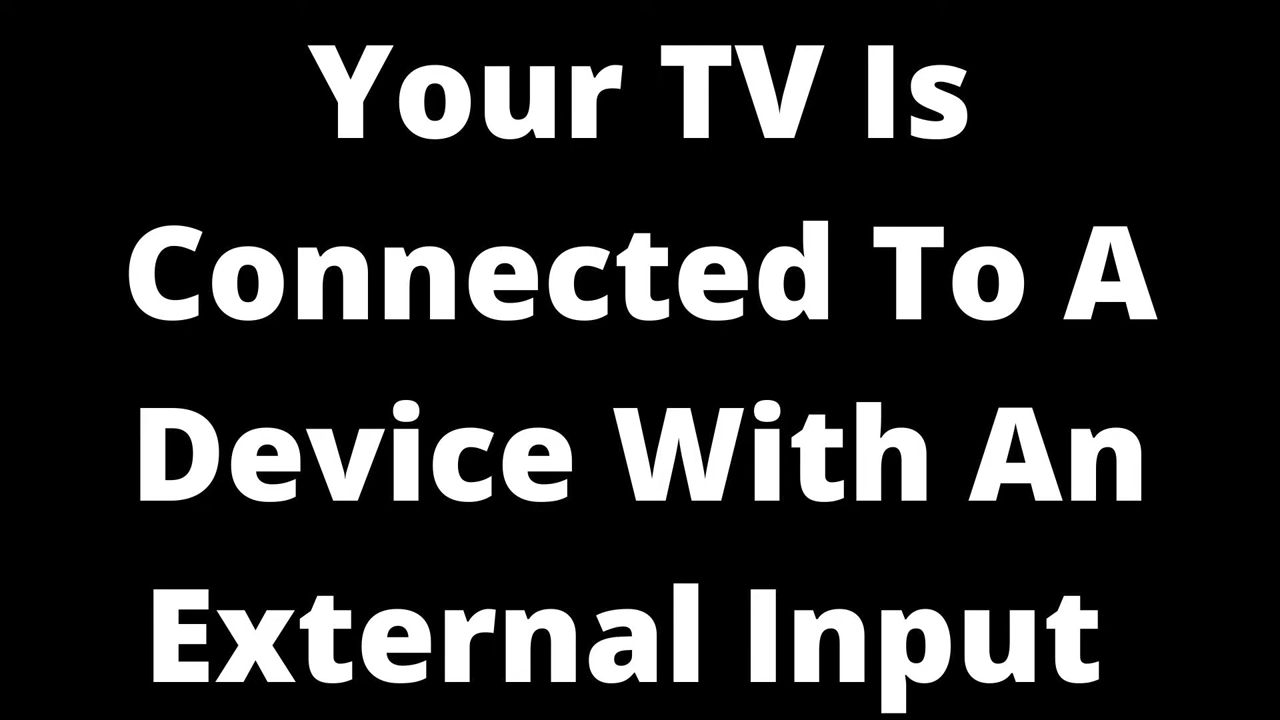 Your TV Is
Connected To A
Device With An
External Input